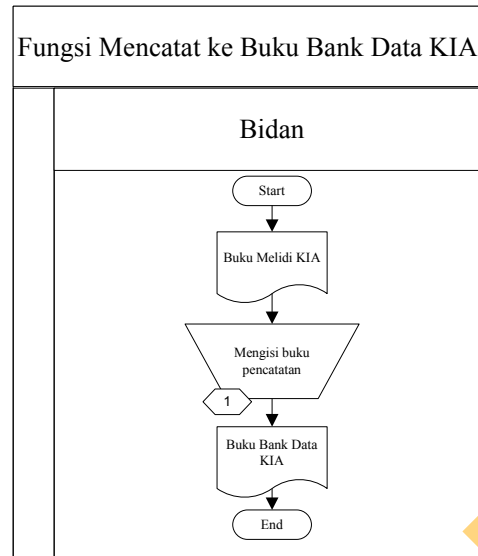 Fungsi Mencatat ke Buku Bank Data KIA
Bidan
Start
Buku Melidi KIA
Mengisi buku
pencatatan
1
Buku Bank Data
KIA
End